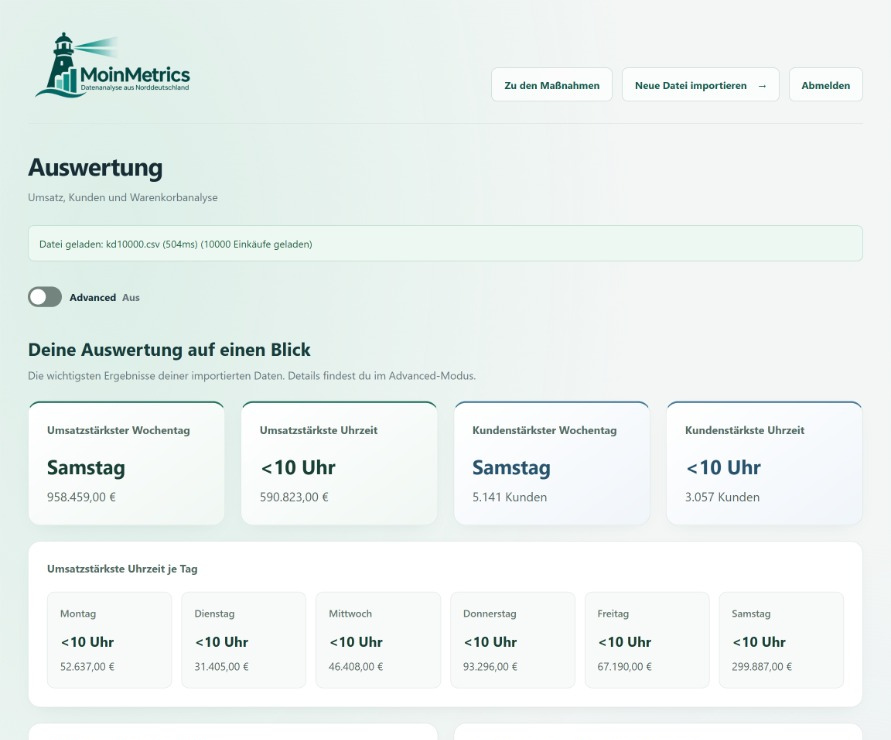 MoinMetrics
Datenanalyse aus Norddeutschland
Zu den Maßnahmen
Neue Datei importieren →
Abmelden
Auswertung
Umsatz, Kunden und Warenkorbanalyse
Datei geladen: kd10000.csv (504ms) (10000 Einkäufe geladen)
Advanced Aus
Deine Auswertung auf einen Blick
Die wichtigsten Ergebnisse deiner importierten Daten. Details findest du im Advanced-Modus.
Umsatzstärkster Wochentag
Samstag
958.459,00 €
Umsatzstärkste Uhrzeit
<10 Uhr
590.823,00 €
Kundenstärkster Wochentag
Samstag
5.141 Kunden
Kundenstärkste Uhrzeit
<10 Uhr
3.057 Kunden
Umsatzstärkste Uhrzeit je Tag
Montag
<10 Uhr
52.637,00 €
Dienstag
<10 Uhr
31.405,00 €
Mittwoch
<10 Uhr
46.408,00 €
Donnerstag
<10 Uhr
93.296,00 €
Freitag
<10 Uhr
67.190,00 €
Samstag
<10 Uhr
299.887,00 €